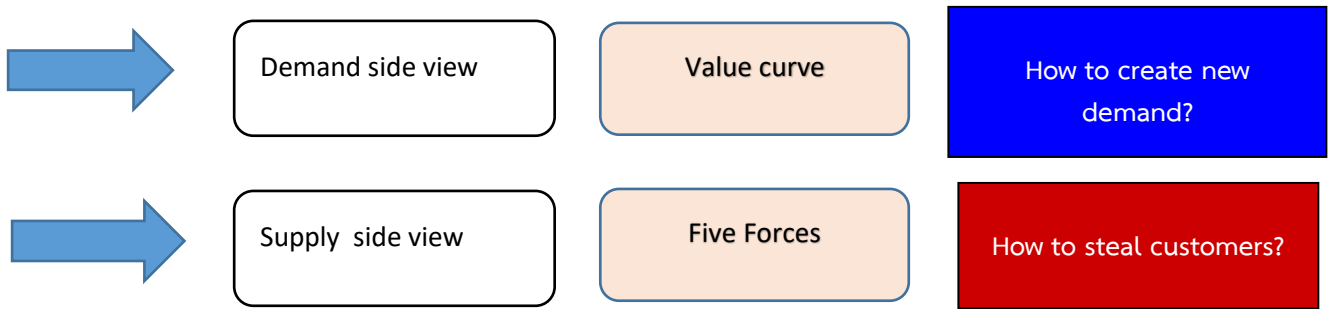 Demand side view
Value curve
How to create new
demand?
Supply side view
Five Forces
How to steal customers?